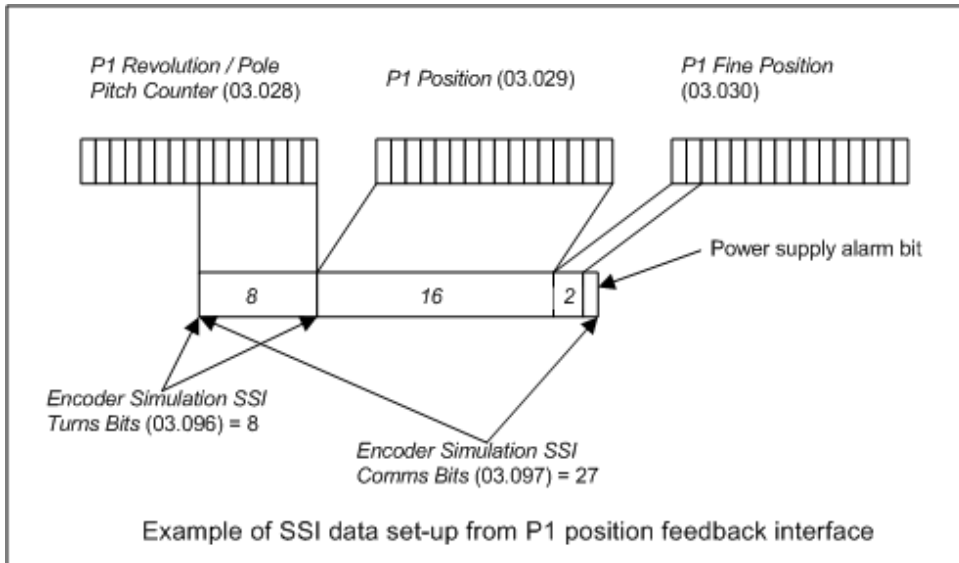 P1 Revolution / Pole
Pitch Counter (03.028)
P1 Position (03.029)
P1 Fine Position
(03.030)
Power supply alarm bit
8
16
2
Encoder Simulation SSI
Turns Bits (03.096) = 8
Encoder Simulation SSI
Comms Bits (03.097) = 27
Example of SSI data set-up from P1 position feedback interface